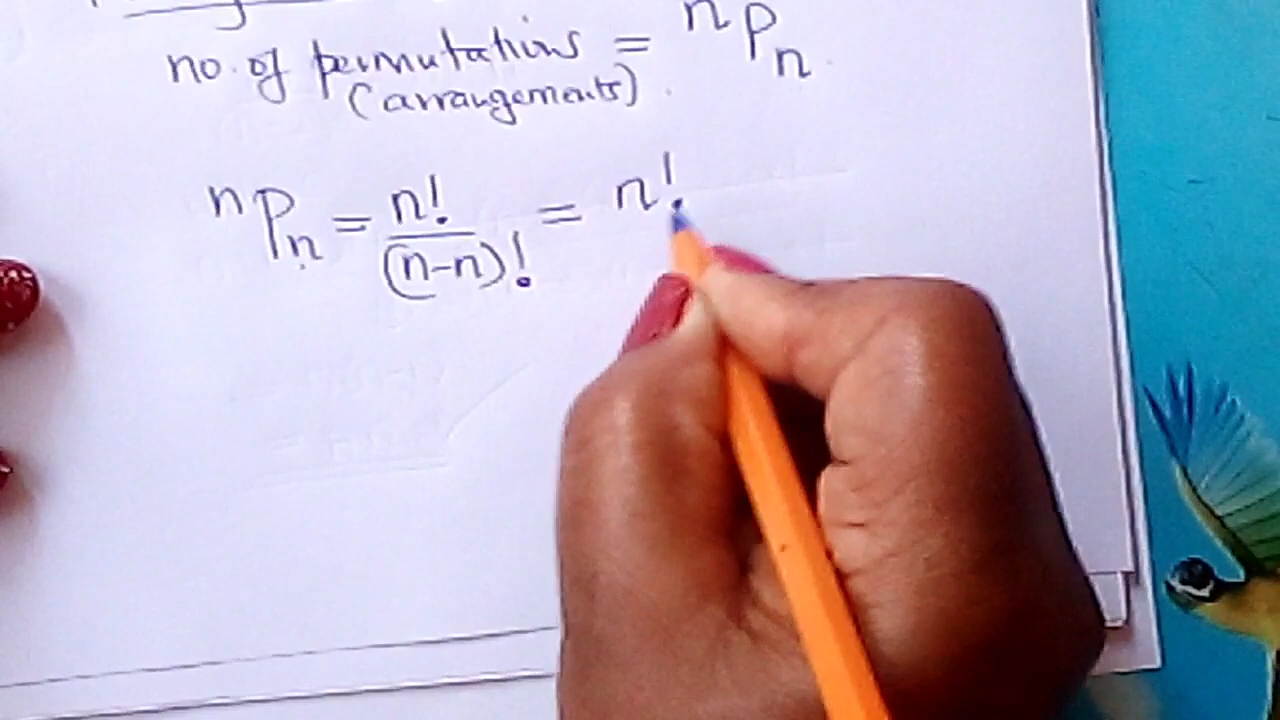 no. of permutations = ⁿPₙ
(arrangements).
ⁿPₙ = n!/(n-n)! = n!